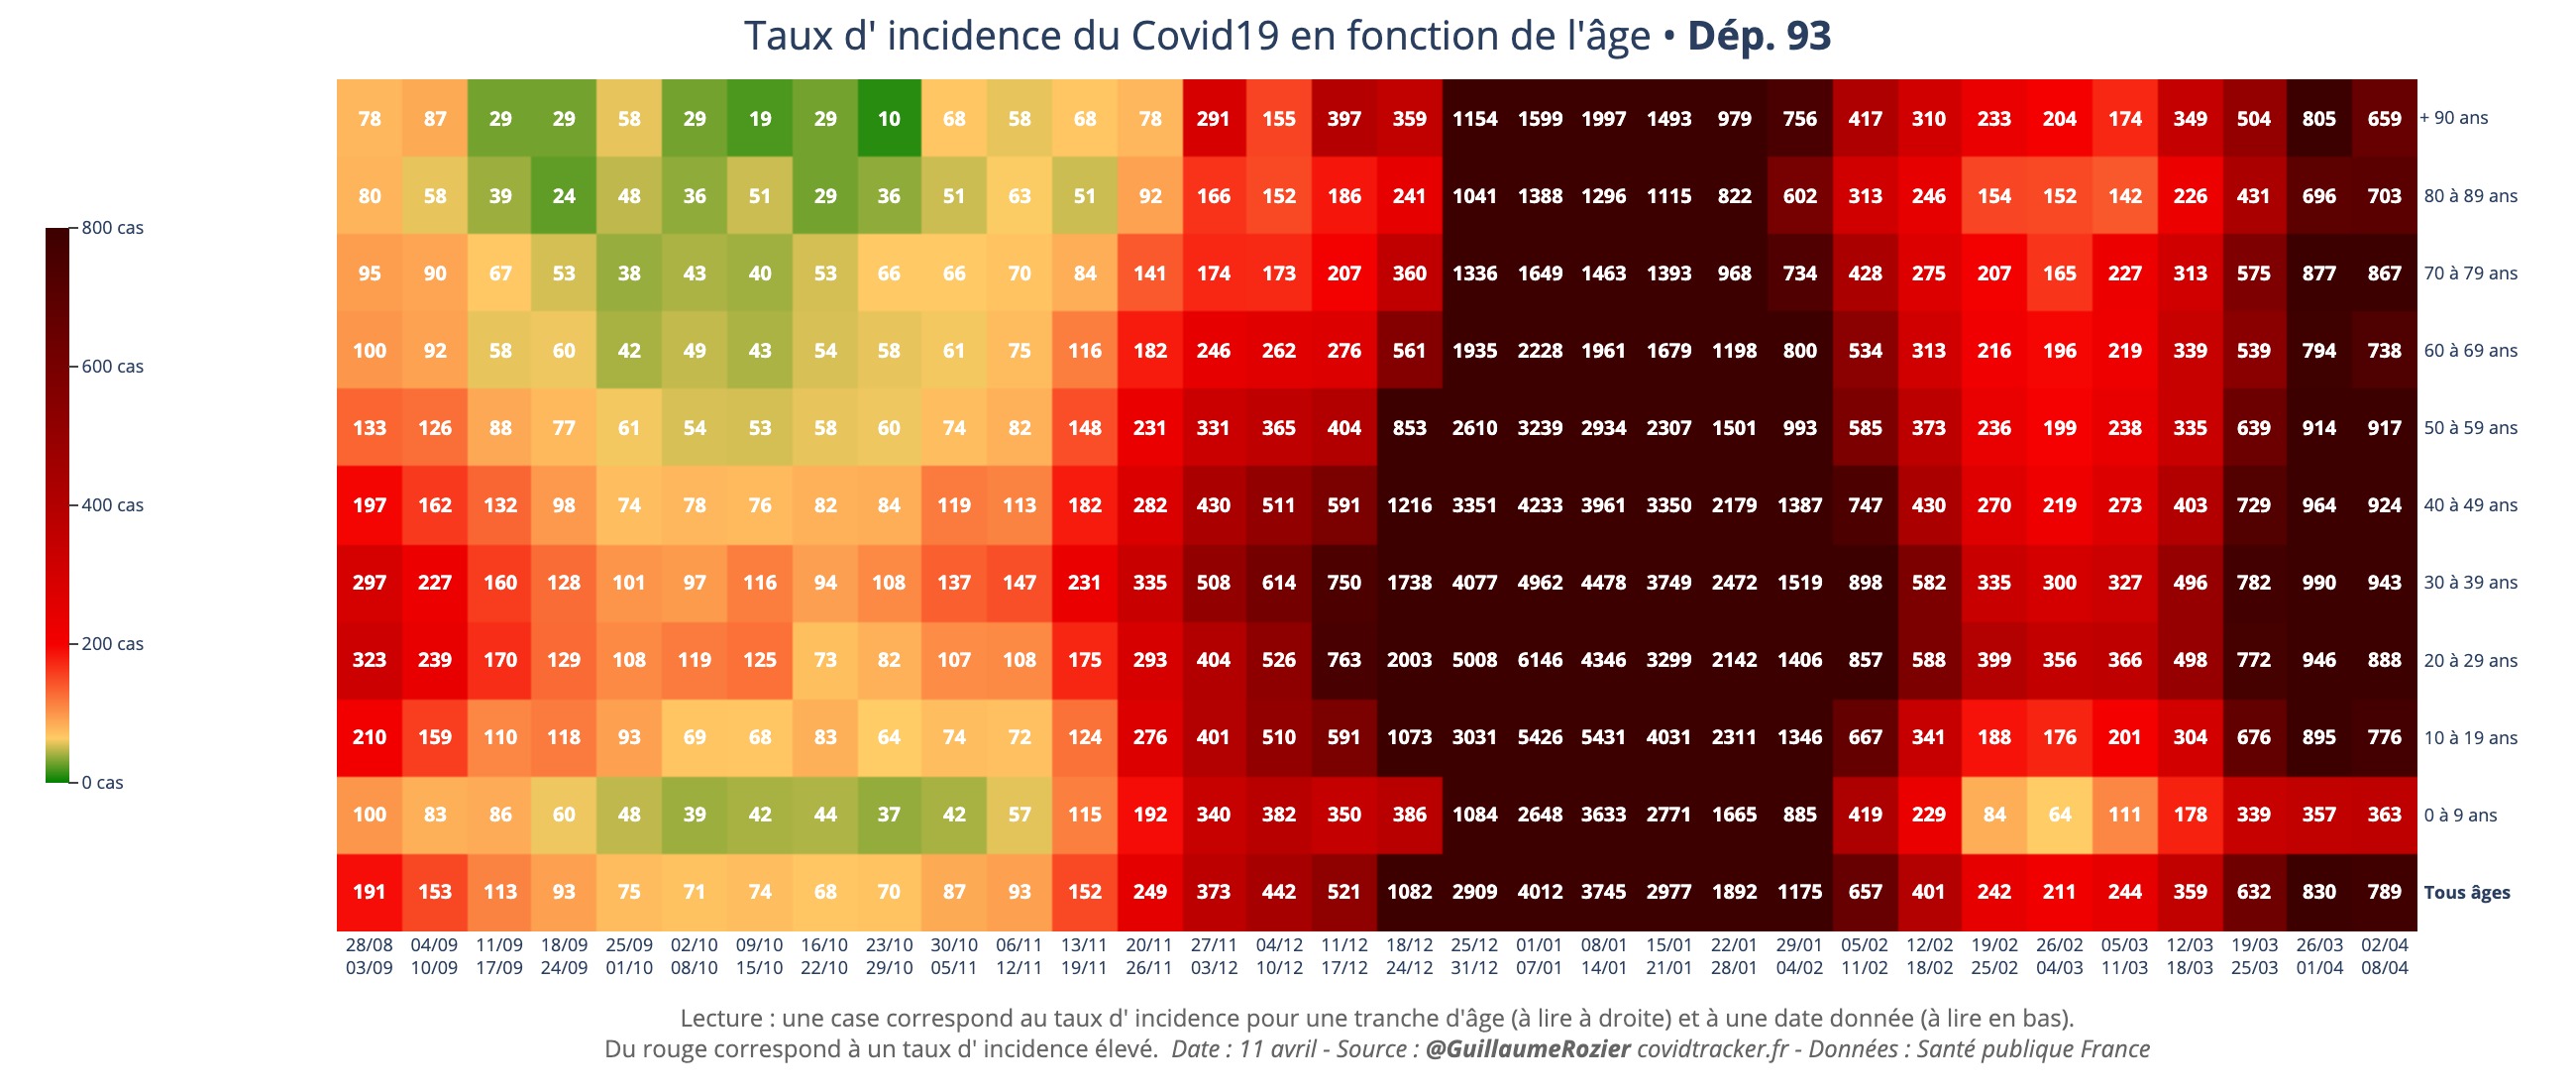 Taux d' incidence du Covid19 en fonction de l'âge • Dép. 93
78 87 29 29 58 29 19 29 10 68 58 68 78 291 155 397 359 1154 1599 1997 1493 979 756 417 310 233 204 174 349 504 805 659 + 90 ans
80 58 39 24 48 36 51 29 36 51 63 51 92 166 152 186 241 1041 1388 1296 1115 822 602 313 246 154 152 142 226 431 696 703 80 à 89 ans
800 cas
95 90 67 53 38 43 40 53 66 66 70 84 141 174 173 207 360 1336 1649 1463 1393 968 734 428 275 207 165 227 313 575 877 867 70 à 79 ans
100 92 58 60 42 49 43 54 58 61 75 116 182 246 262 276 561 1935 2228 1961 1679 1198 800 534 313 216 196 219 339 539 794 738 60 à 69 ans
600 cas
133 126 88 77 61 54 53 58 60 74 82 148 231 331 365 404 853 2610 3239 2934 2307 1501 993 585 373 236 199 238 335 639 914 917 50 à 59 ans
400 cas
197 162 132 98 74 78 76 82 84 119 113 182 282 430 511 591 1216 3351 4233 3961 3350 2179 1387 747 430 270 219 273 403 729 964 924 40 à 49 ans
297 227 160 128 101 97 116 94 108 137 147 231 335 508 614 750 1738 4077 4962 4478 3749 2472 1519 898 582 335 300 327 496 782 990 943 30 à 39 ans
200 cas
323 239 170 129 108 119 125 73 82 107 108 175 293 404 526 763 2003 5008 6146 4346 3299 2142 1406 857 588 399 356 366 498 772 946 888 20 à 29 ans
210 159 110 118 93 69 68 83 64 74 72 124 276 401 510 591 1073 3031 5426 5431 4031 2311 1346 667 341 188 176 201 304 676 895 776 10 à 19 ans
0 cas
100 83 86 60 48 39 42 44 37 42 57 115 192 340 382 350 386 1084 2648 3633 2771 1665 885 419 229 84 64 111 178 339 357 363 0 à 9 ans
191 153 113 93 75 71 74 68 70 87 93 152 249 373 442 521 1082 2909 4012 3745 2977 1892 1175 657 401 242 211 244 359 632 830 789 Tous âges
28/08 04/09 11/09 18/09 25/09 02/10 09/10 16/10 23/10 30/10 06/11 13/11 20/11 27/11 04/12 11/12 18/12 25/12 01/01 08/01 15/01 22/01 29/01 05/02 12/02 19/02 26/02 05/03 12/03 19/03 26/03 02/04
03/09 10/09 17/09 24/09 01/10 08/10 15/10 22/10 29/10 05/11 12/11 19/11 26/11 03/12 10/12 17/12 24/12 31/12 07/01 14/01 21/01 28/01 04/02 11/02 18/02 25/02 04/03 11/03 18/03 25/03 01/04 08/04
Lecture : une case correspond au taux d' incidence pour une tranche d'âge (à lire à droite) et à une date donnée (à lire en bas).
Du rouge correspond à un taux d' incidence élevé. Date : 11 avril - Source : @GuillaumeRozier covidtracker.fr - Données : Santé publique France